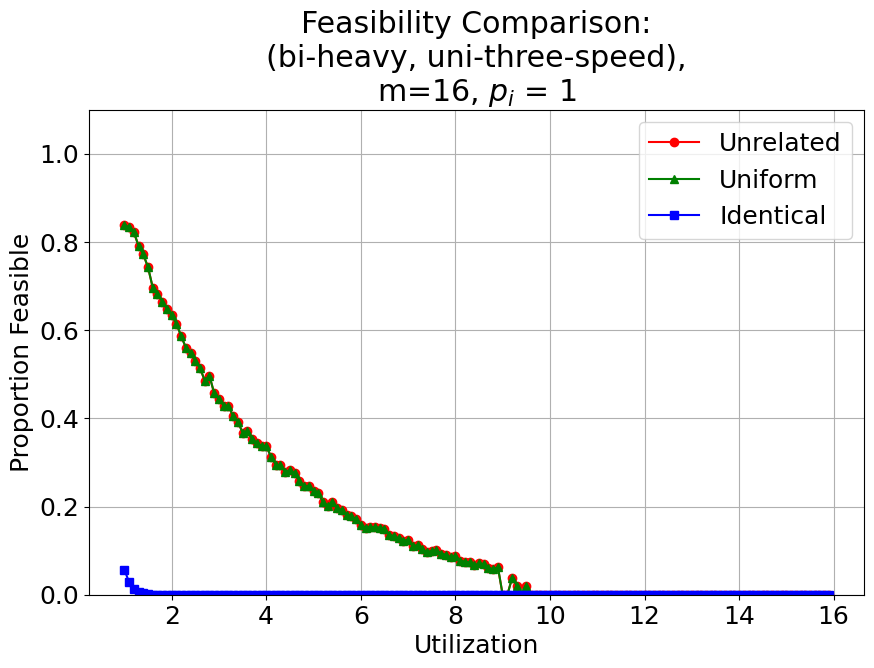 Feasibility Comparison:
(bi-heavy, uni-three-speed),
m=16, $p_i$ = 1
Unrelated
Uniform
Identical
Proportion Feasible
1.0
0.8
0.6
0.4
0.2
0.0
2 4 6 8 10 12 14 16
Utilization